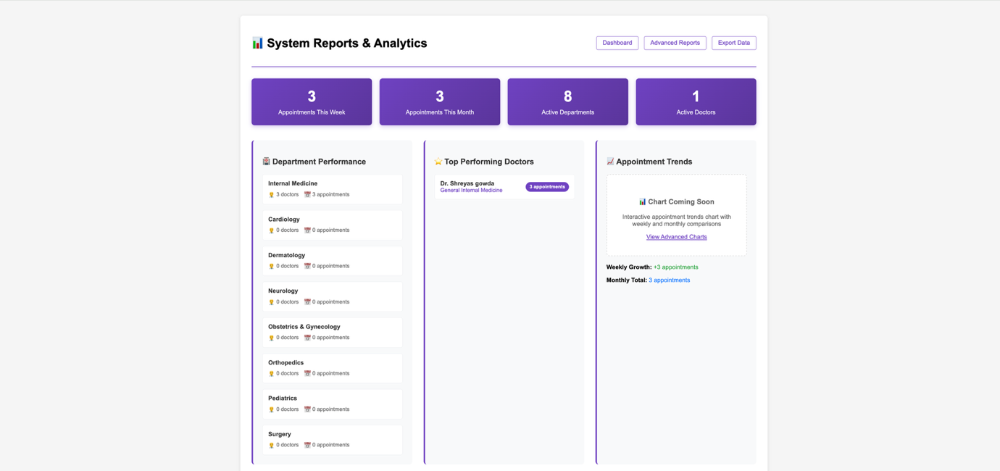 System Reports & Analytics
Dashboard
Advanced Reports
Export Data
3
Appointments This Week
3
Appointments This Month
8
Active Departments
1
Active Doctors
Department Performance
Internal Medicine
3 doctors 3 appointments
Cardiology
0 doctors 0 appointments
Dermatology
0 doctors 0 appointments
Neurology
0 doctors 0 appointments
Obstetrics & Gynecology
0 doctors 0 appointments
Orthopedics
0 doctors 0 appointments
Pediatrics
0 doctors 0 appointments
Surgery
0 doctors 0 appointments
Top Performing Doctors
Dr. Shreyas gowda
General Internal Medicine
3 appointments
Appointment Trends
Chart Coming Soon
Interactive appointment trends chart with
weekly and monthly comparisons
View Advanced Charts
Weekly Growth: +3 appointments
Monthly Total: 3 appointments